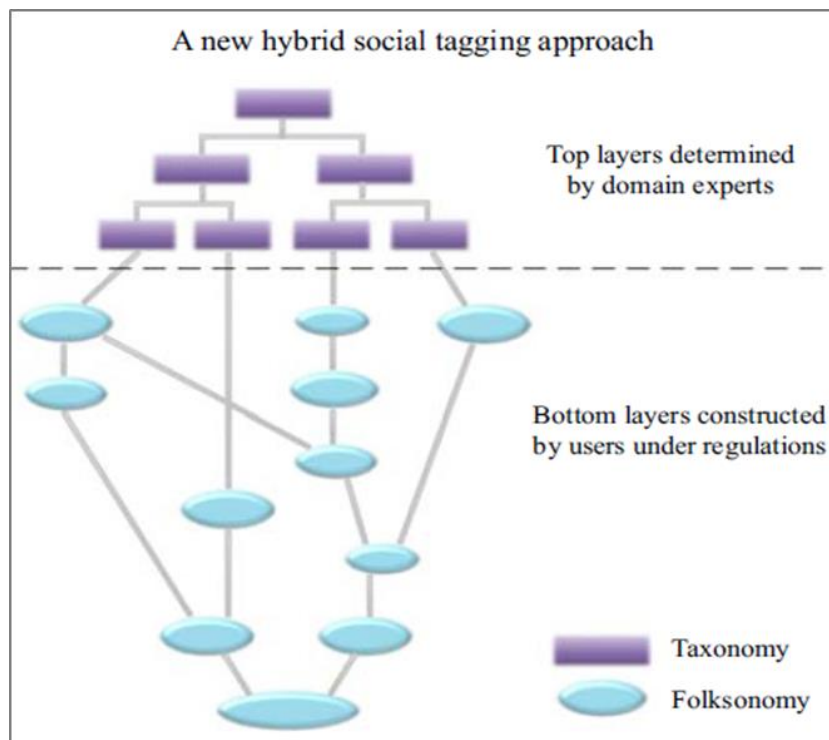 A new hybrid social tagging approach
Top layers determined
by domain experts
Bottom layers constructed
by users under regulations
Taxonomy
Folksonomy